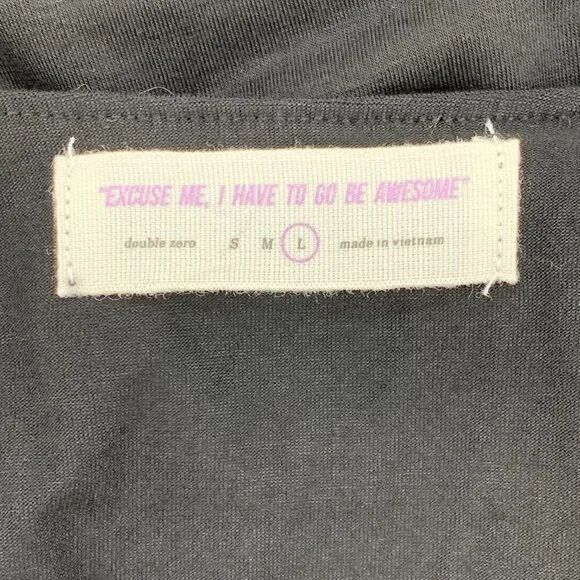 "EXCUSE ME, I HAVE TO GO BE AWESOME"
double zero S M L made in vietnam